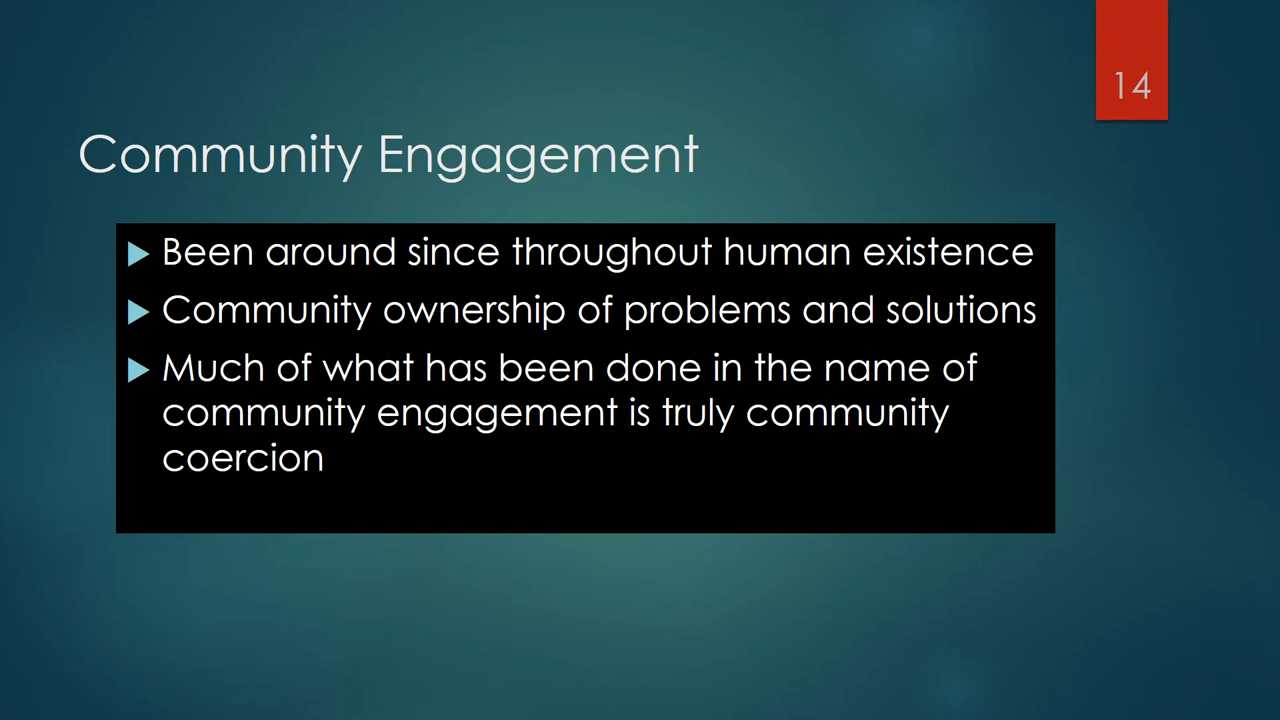 14
Community Engagement
Been around since throughout human existence
Community ownership of problems and solutions
Much of what has been done in the name of
community engagement is truly community
coercion